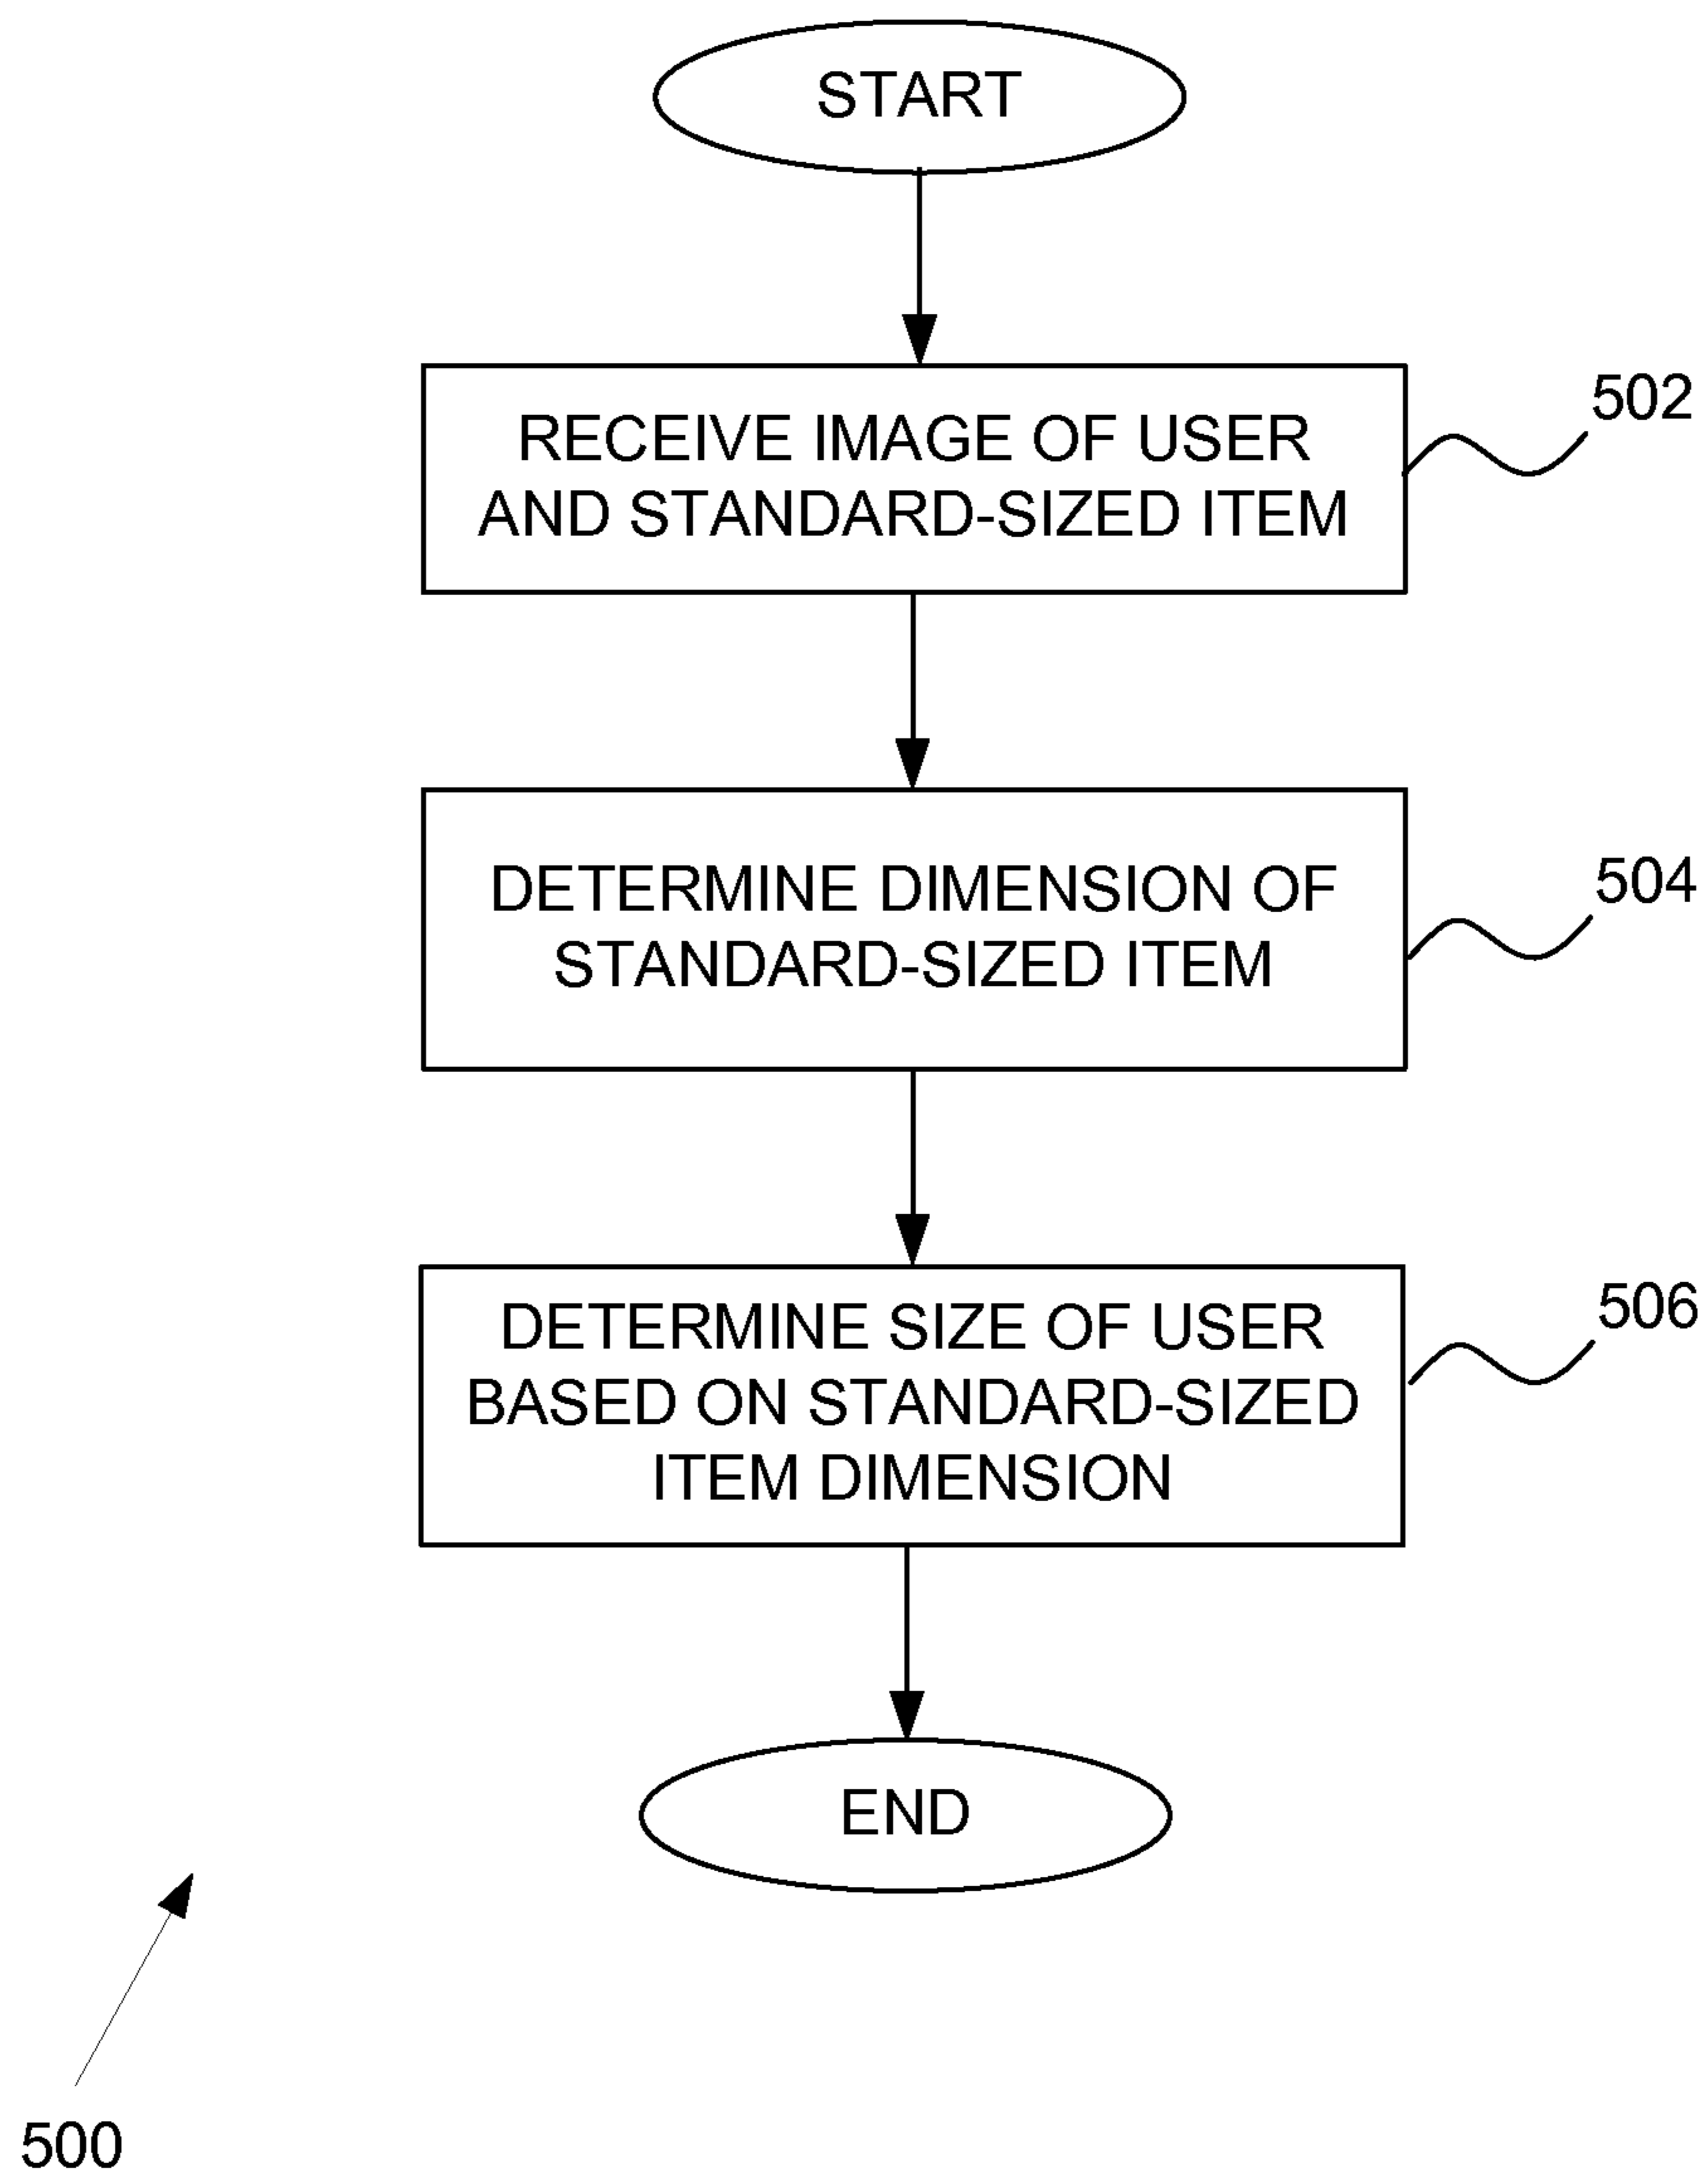 START
RECEIVE IMAGE OF USER
AND STANDARD-SIZED ITEM
502
DETERMINE DIMENSION OF
STANDARD-SIZED ITEM
504
DETERMINE SIZE OF USER
BASED ON STANDARD-SIZED
ITEM DIMENSION
506
END
500